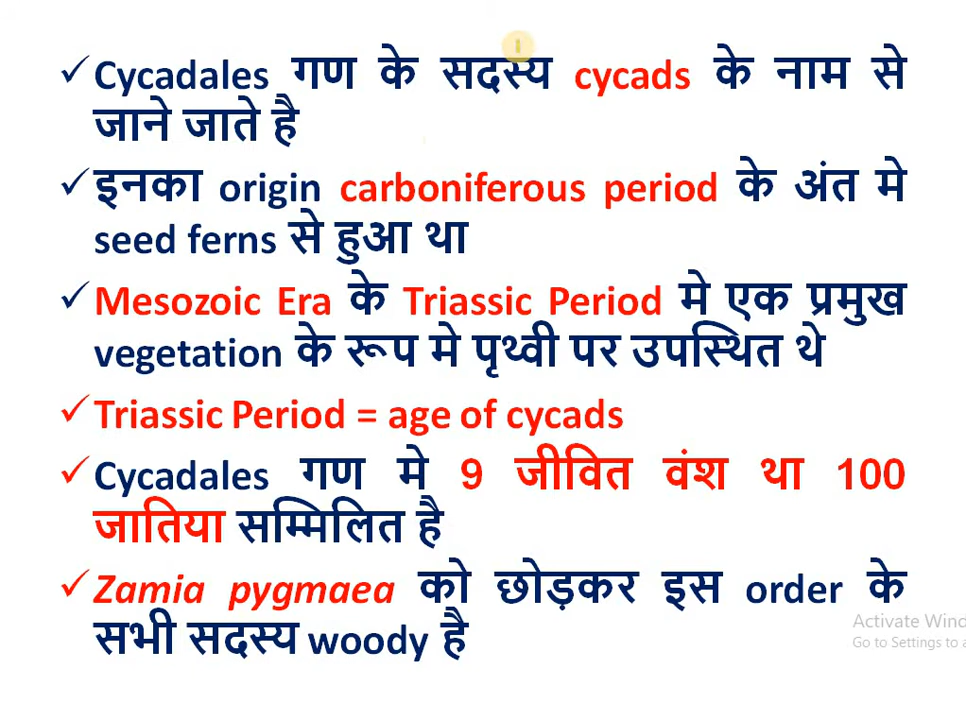 ✓ Cycadales गण के सदस्य cycads के नाम से
जाने जाते है
✓ इनका origin carboniferous period के अंत मे
seed ferns से हुआ था
✓ Mesozoic Era के Triassic Period मे एक प्रमुख
vegetation के रूप मे पृथ्वी पर उपस्थित थे
✓ Triassic Period = age of cycads
✓ Cycadales गण मे 9 जीवित वंश था 100
जातिया सम्मिलित है
✓ Zamia pygmaea को छोड़कर इस order के
सभी सदस्य woody है
Activate Wind
Go to Settings to a